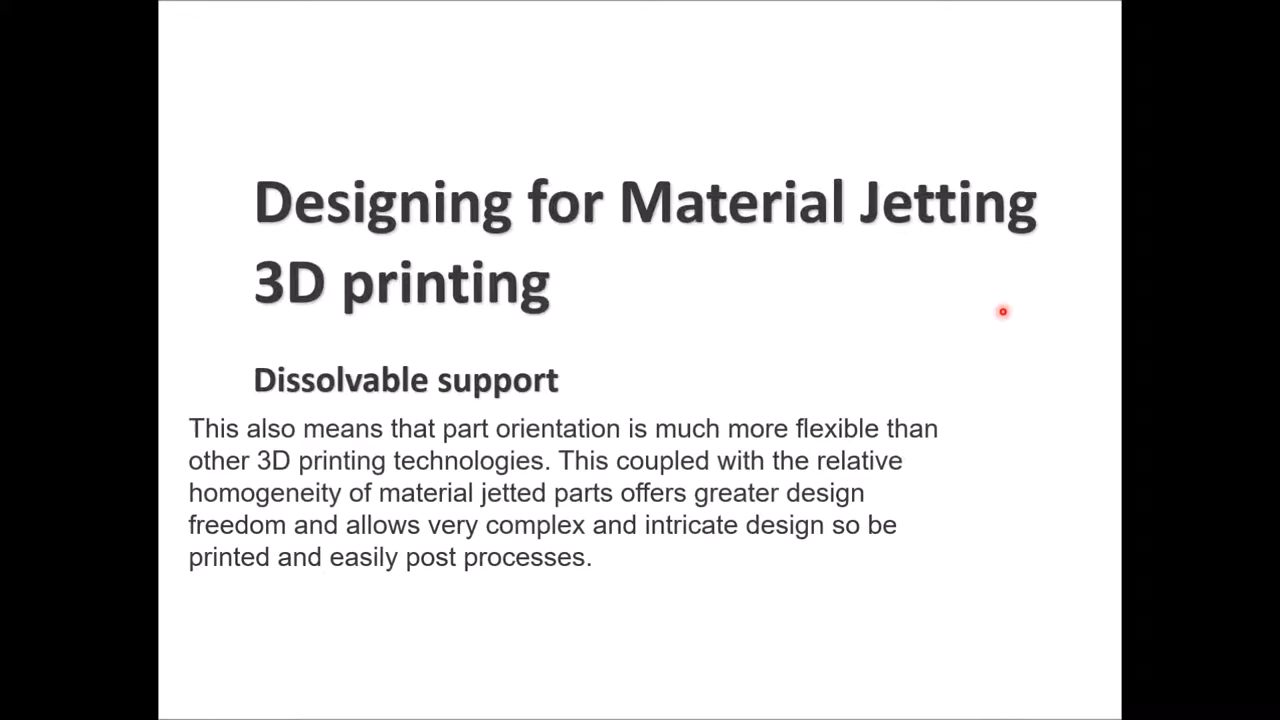 Designing for Material Jetting
3D printing
Dissolvable support
This also means that part orientation is much more flexible than
other 3D printing technologies. This coupled with the relative
homogeneity of material jetted parts offers greater design
freedom and allows very complex and intricate design so be
printed and easily post processes.